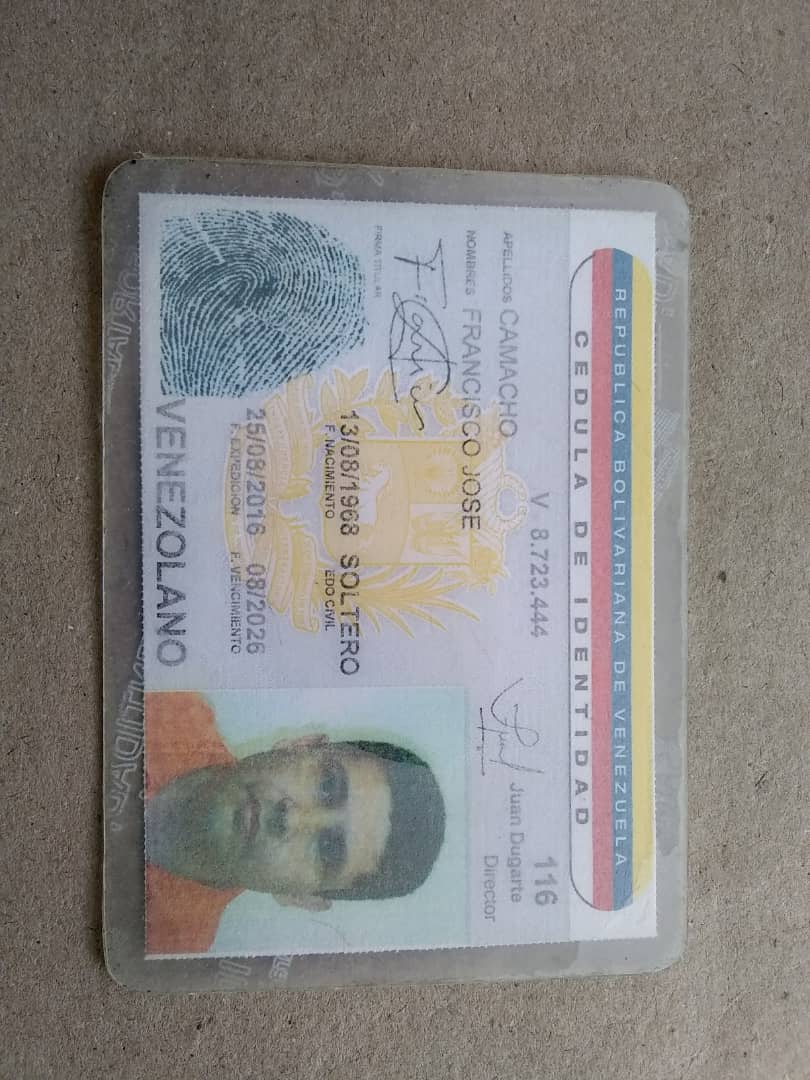 REPUBLICA BOLIVARIANA DE VENEZUELA
CEDULA DE IDENTIDAD
V 8.723.444
116
Juan Dugarte
Director
APELLIDOS CAMACHO
NOMBRES FRANCISCO JOSE
FIRMA TITULAR
13/08/1968 SOLTERO
F. NACIMIENTO EDO CIVIL
25/08/2016 08/2026
F. EXPEDICION F. VENCIMIENTO
VENEZOLANO